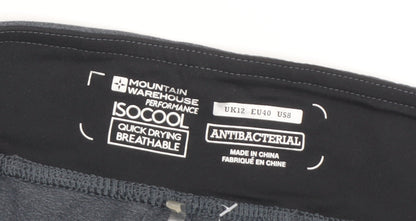 MOUNTAIN
WAREHOUSE
PERFORMANCE
ISOCOOL
QUICK DRYING
BREATHABLE
UK12 EU40 US8
ANTIBACTERIAL
MADE IN CHINA
FABRIQUÉ EN CHINE